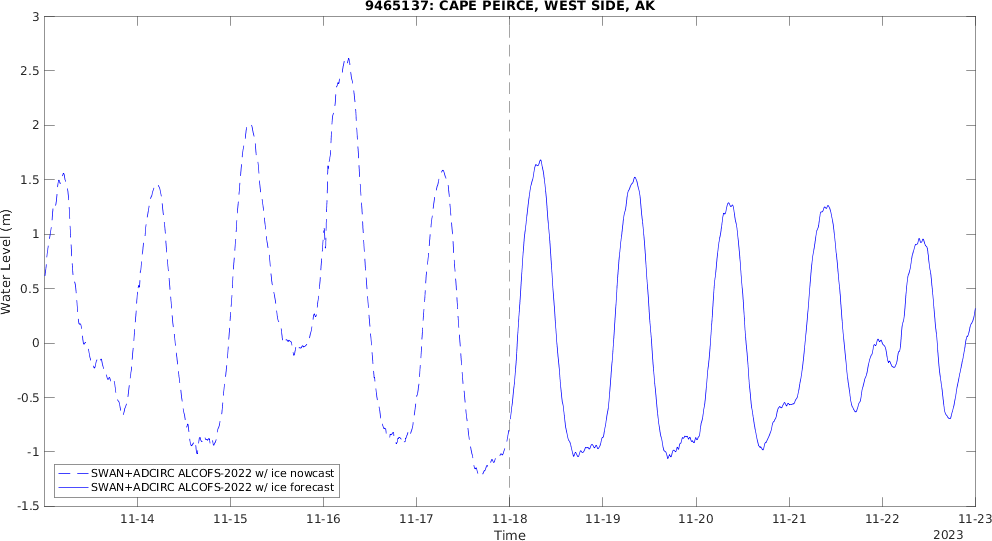 9465137: CAPE PEIRCE, WEST SIDE, AK
3
2.5
2
1.5
1
0.5
0
-0.5
-1
-1.5
Water Level (m)
SWAN+ADCIRC ALCOFS-2022 w/ ice nowcast
SWAN+ADCIRC ALCOFS-2022 w/ ice forecast
11-14 11-15 11-16 11-17 11-18 11-19 11-20 11-21 11-22 11-23
Time
2023